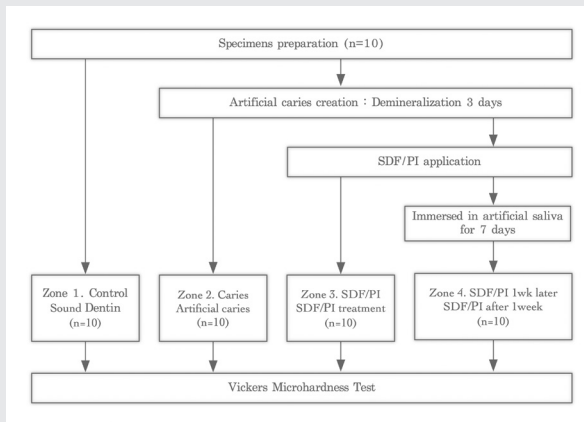 Specimens preparation (n=10)
Artificial caries creation : Demineralization 3 days
SDF/PI application
Immersed in artificial saliva
for 7 days
Zone 1. Control
Sound Dentin
(n=10)
Zone 2. Caries
Artificial caries
(n=10)
Zone 3. SDF/PI
SDF/PI treatment
(n=10)
Zone 4. SDF/PI 1wk later
SDF/PI after 1week
(n=10)
Vickers Microhardness Test